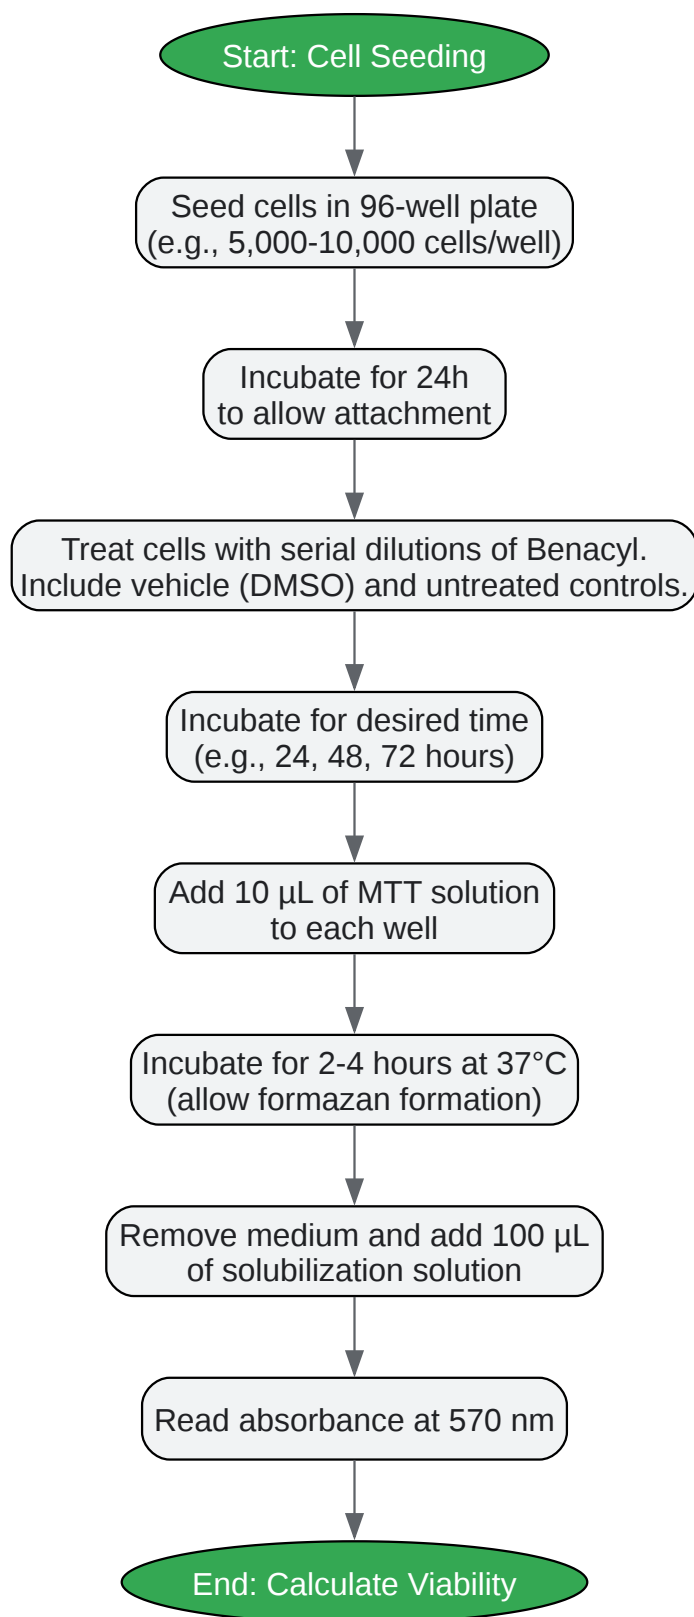 Start: Cell Seeding
Seed cells in 96-well plate
(e.g., 5,000-10,000 cells/well)
Incubate for 24h
to allow attachment
Treat cells with serial dilutions of Benacyl.
Include vehicle (DMSO) and untreated controls.
Incubate for desired time
(e.g., 24, 48, 72 hours)
Add 10 µL of MTT solution
to each well
Incubate for 2-4 hours at 37°C
(allow formazan formation)
Remove medium and add 100 µL
of solubilization solution
Read absorbance at 570 nm
End: Calculate Viability